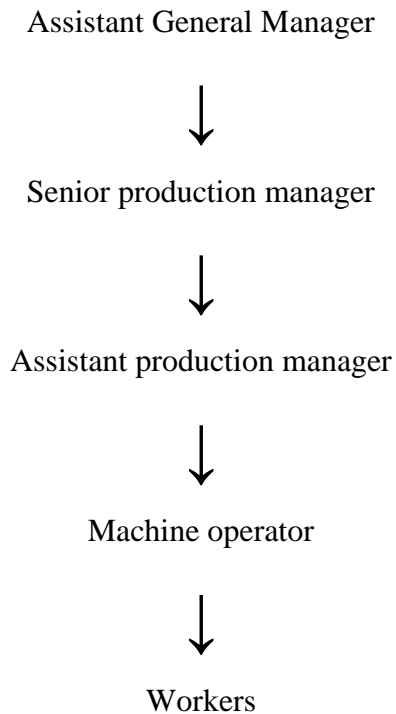 Assistant General Manager
↓
Senior production manager
↓
Assistant production manager
↓
Machine operator
↓
Workers